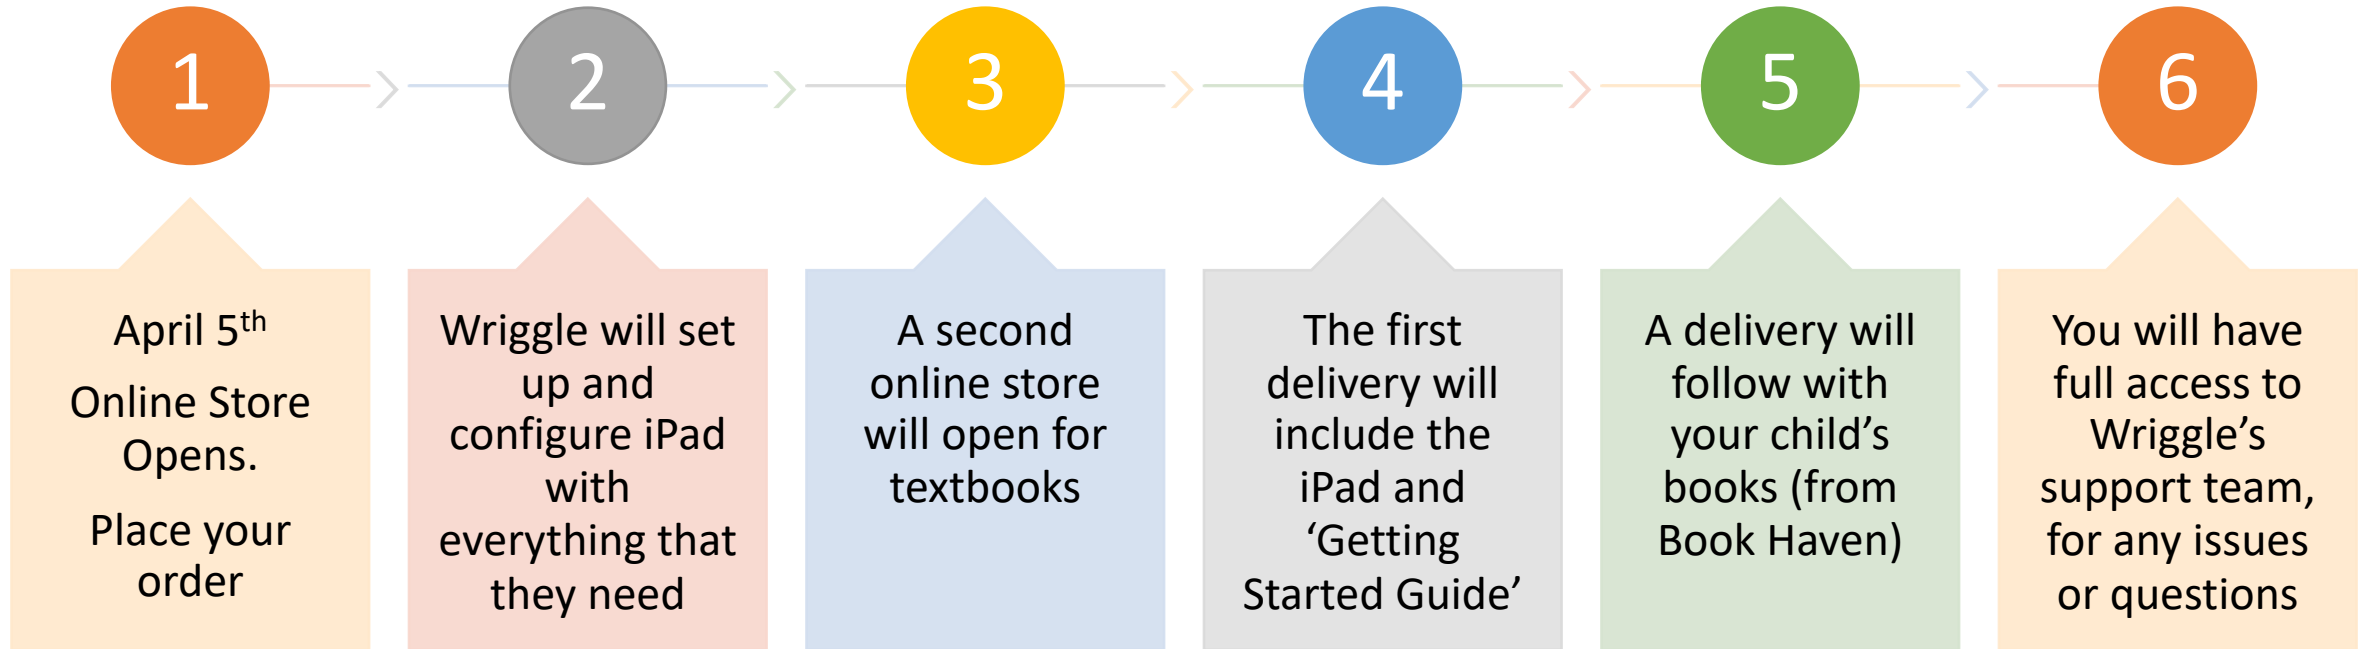 1
2
3
4
5
6
April 5th
Online Store
Opens.
Place your
order
Wriggle will set
up and
configure iPad
with
everything that
they need
A second
online store
will open for
textbooks
The first
delivery will
include the
iPad and
‘Getting
Started Guide’
A delivery will
follow with
your child’s
books (from
Book Haven)
You will have
full access to
Wriggle’s
support team,
for any issues
or questions